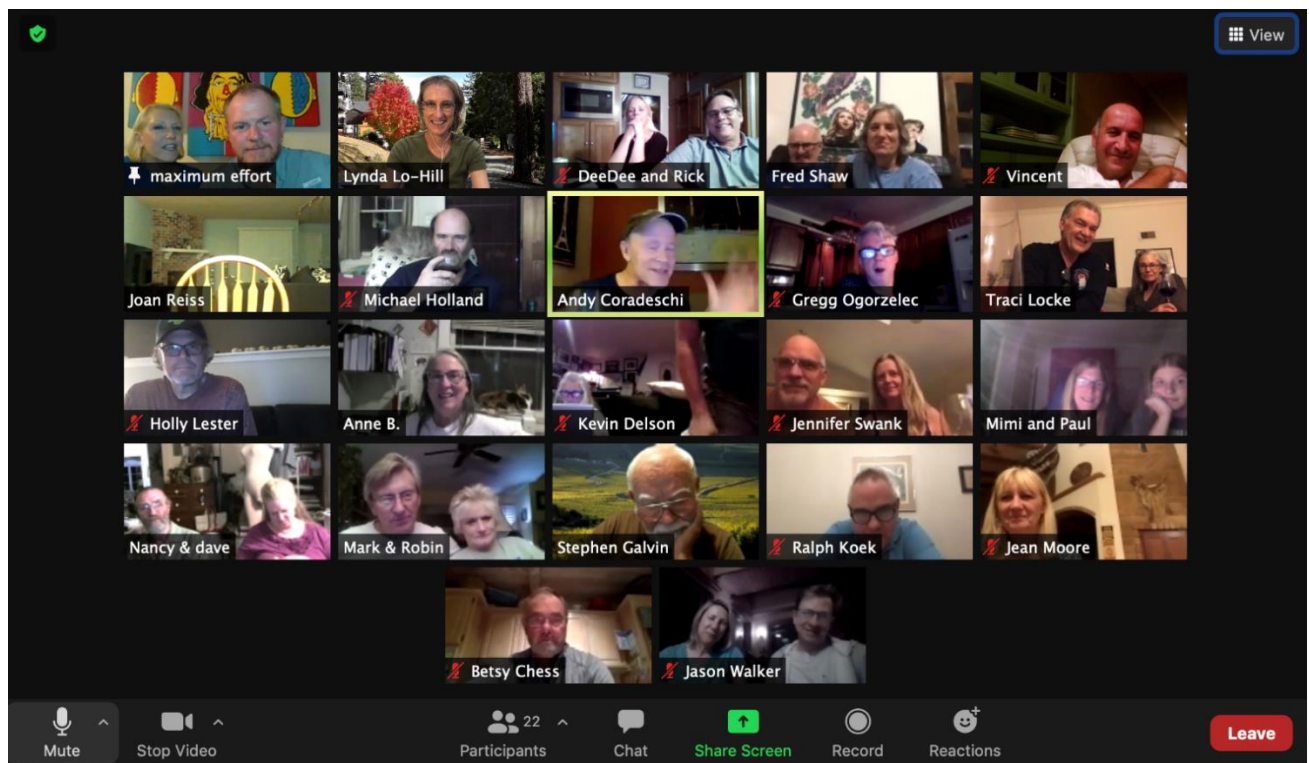 View
maximum effort
Lynda Lo-Hill
DeeDee and Rick
Fred Shaw
Vincent
Joan Reiss
Michael Holland
Andy Coradeschi
Gregg Ogorzelec
Traci Locke
Holly Lester
Anne B.
Kevin Delson
Jennifer Swank
Mimi and Paul
Nancy & dave
Mark & Robin
Stephen Galvin
Ralph Koek
Jean Moore
Betsy Chess
Jason Walker
22
Mute
Stop Video
Participants
Chat
Share Screen
Record
Reactions
Leave